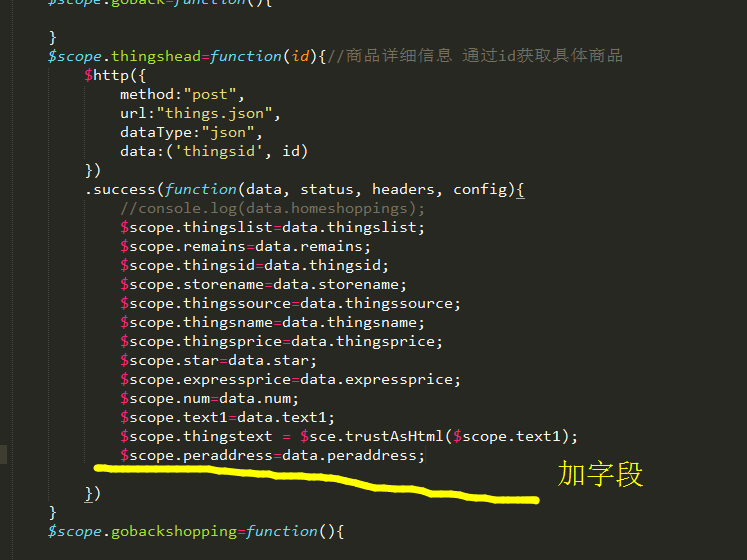 $scope.goback=function(){
}
$scope.thingshead=function(id){//商品详细信息 通过id获取具体商品
$http({
method:"post",
url:"things.json",
dataType:"json",
data:('thingsid', id)
})
.success(function(data, status, headers, config){
//console.log(data.homeshoppings);
$scope.thingslist=data.thingslist;
$scope.remains=data.remains;
$scope.thingsid=data.thingsid;
$scope.storename=data.storename;
$scope.thingssource=data.thingssource;
$scope.thingsname=data.thingsname;
$scope.thingsprice=data.thingsprice;
$scope.star=data.star;
$scope.expressprice=data.expressprice;
$scope.num=data.num;
$scope.text1=data.text1;
$scope.thingstext = $sce.trustAsHtml($scope.text1);
$scope.peraddress=data.peraddress;
加字段
})
}
$scope.gobackshopping=function(){